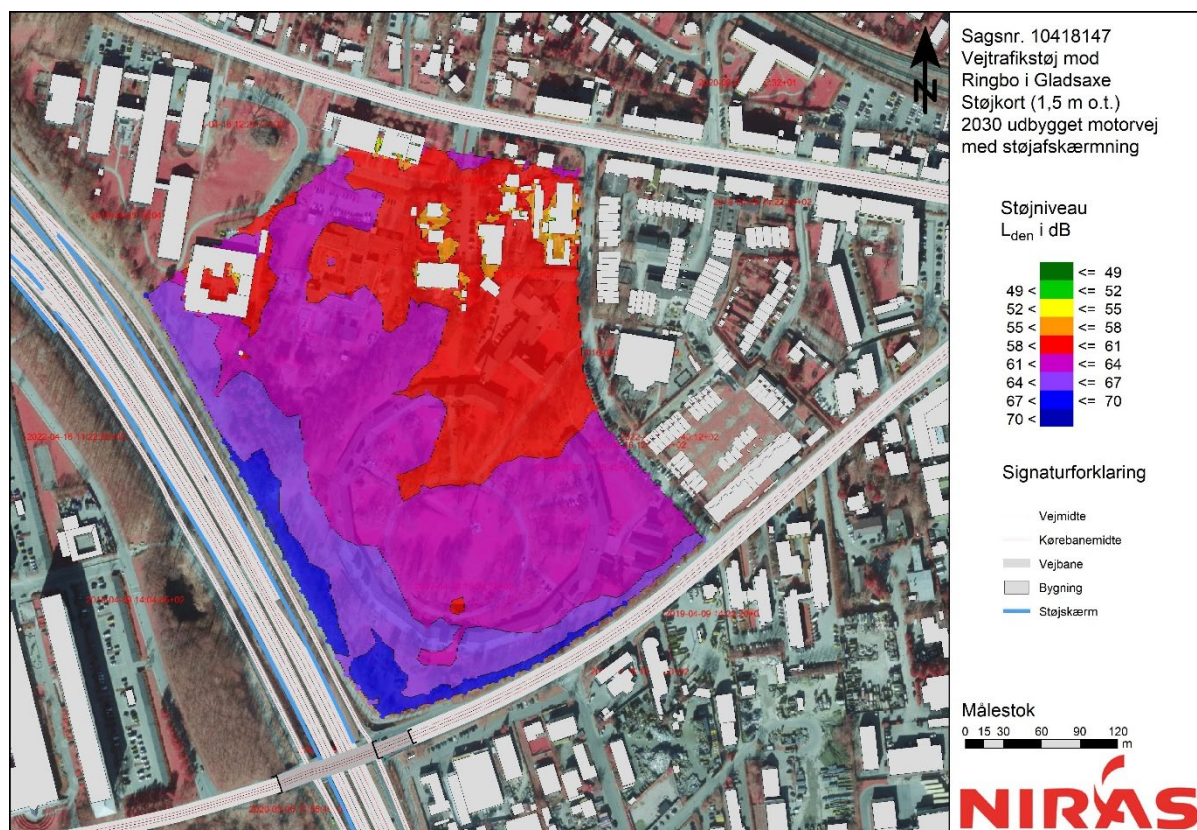 Sagsnr. 10418147
Vejtrafikstøj mod
Ringbo i Gladsaxe
Støjkort (1,5 m o.t.)
2030 udbygget motorvej
med støjafskærmning
N
Støjniveau
Lden i dB
<= 49
49 < <= 52
52 < <= 55
55 < <= 58
58 < <= 61
61 < <= 64
64 < <= 67
67 < <= 70
70 <
Signaturforklaring
Vejmidte
Kørebanemidte
Vejbane
Bygning
Støjskærm
Målestok
0 15 30 60 90 120
m
NIRAS